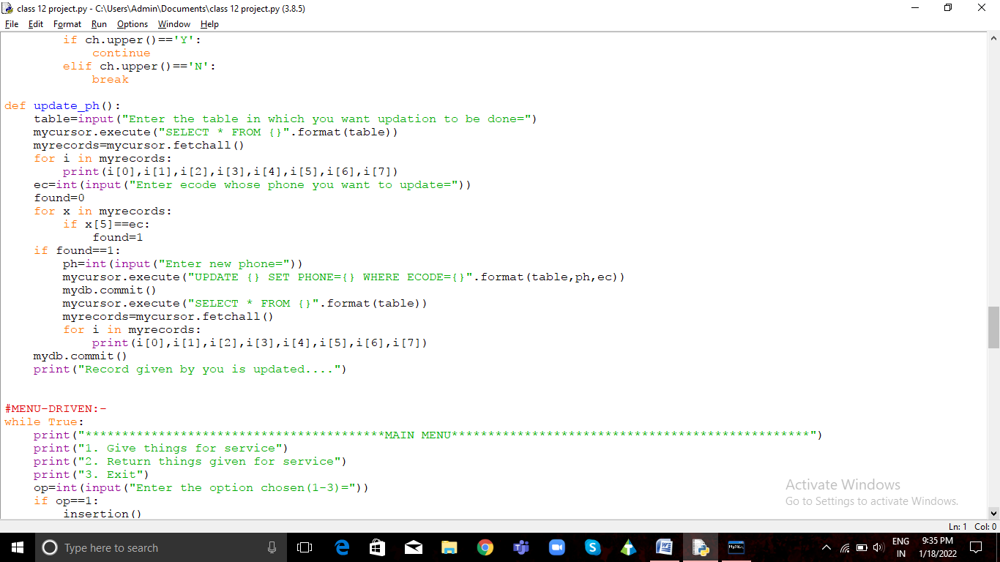 class 12 project.py - C:\Users\Admin\Documents\class 12 project.py (3.8.5)
File Edit Format Run Options Window Help
        if ch.upper()=='Y':
            continue
        elif ch.upper()=='N':
            break

def update_ph():
    table=input("Enter the table in which you want updation to be done=")
    mycursor.execute("SELECT * FROM {}".format(table))
    myrecords=mycursor.fetchall()
    for i in myrecords:
        print(i[0],i[1],i[2],i[3],i[4],i[5],i[6],i[7])
    ec=int(input("Enter ecode whose phone you want to update="))
    found=0
    for x in myrecords:
        if x[5]==ec:
            found=1
    if found==1:
        ph=int(input("Enter new phone="))
        mycursor.execute("UPDATE {} SET PHONE={} WHERE ECODE={}".format(table,ph,ec))
        mydb.commit()
        mycursor.execute("SELECT * FROM {}".format(table))
        myrecords=mycursor.fetchall()
        for i in myrecords:
            print(i[0],i[1],i[2],i[3],i[4],i[5],i[6],i[7])
    mydb.commit()
    print("Record given by you is updated....")

#MENU-DRIVEN:-
while True:
    print("*****************************************MAIN MENU*************************************************")
    print("1. Give things for service")
    print("2. Return things given for service")
    print("3. Exit")
    op=int(input("Enter the option chosen(1-3)="))
    if op==1:
        insertion()
Activate Windows
Go to Settings to activate Windows.
Ln: 1 Col: 0
Type here to search
MySQL
ENG
IN
9:35 PM
1/18/2022